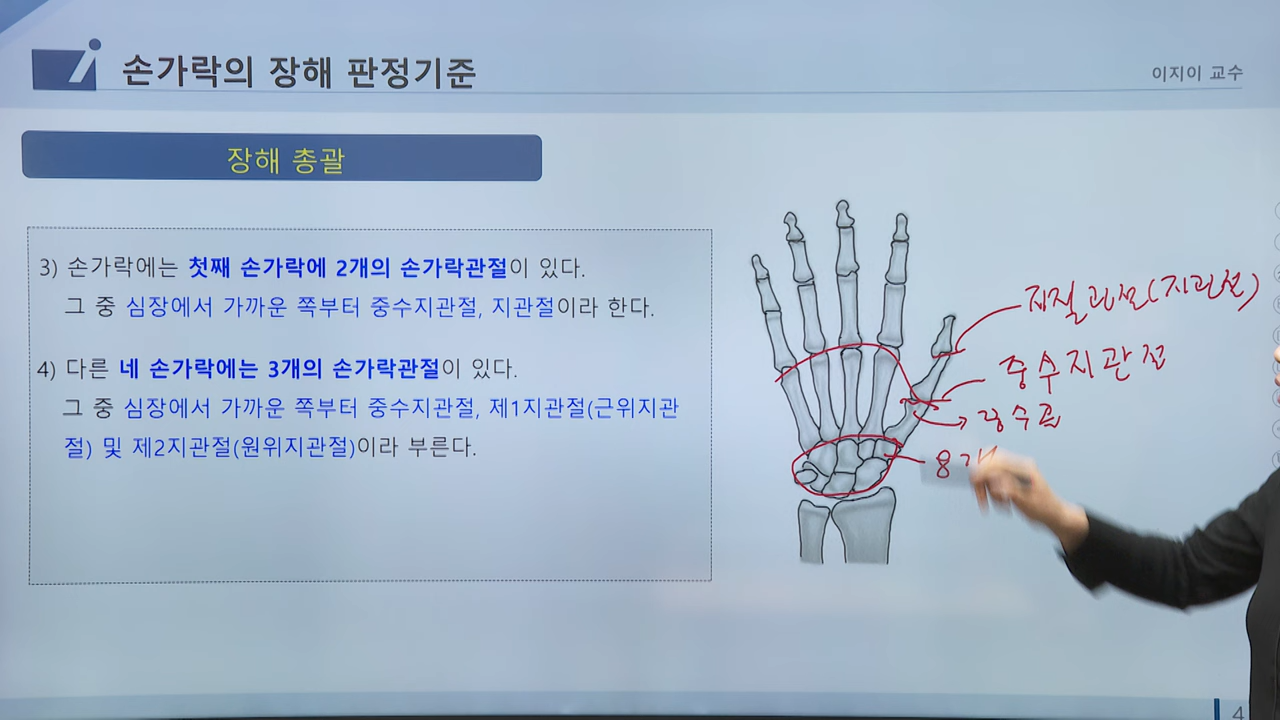 손가락의 장해 판정기준
이지이 교수
장해 총괄
3) 손가락에는 첫째 손가락에 2개의 손가락관절이 있다.
그 중 심장에서 가까운 쪽부터 중수지관절, 지관절이라 한다.
4) 다른 네 손가락에는 3개의 손가락관절이 있다.
그 중 심장에서 가까운 쪽부터 중수지관절, 제1지관절(근위지관
절) 및 제2지관절(원위지관절)이라 부른다.
관절(지관절)
중수지관절
8개
4